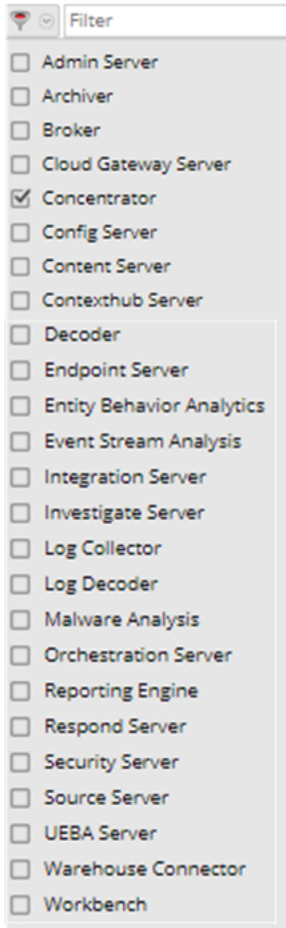 Filter
Admin Server
Archiver
Broker
Cloud Gateway Server
Concentrator
Config Server
Content Server
Contexthub Server
Decoder
Endpoint Server
Entity Behavior Analytics
Event Stream Analysis
Integration Server
Investigate Server
Log Collector
Log Decoder
Malware Analysis
Orchestration Server
Reporting Engine
Respond Server
Security Server
Source Server
UEBA Server
Warehouse Connector
Workbench